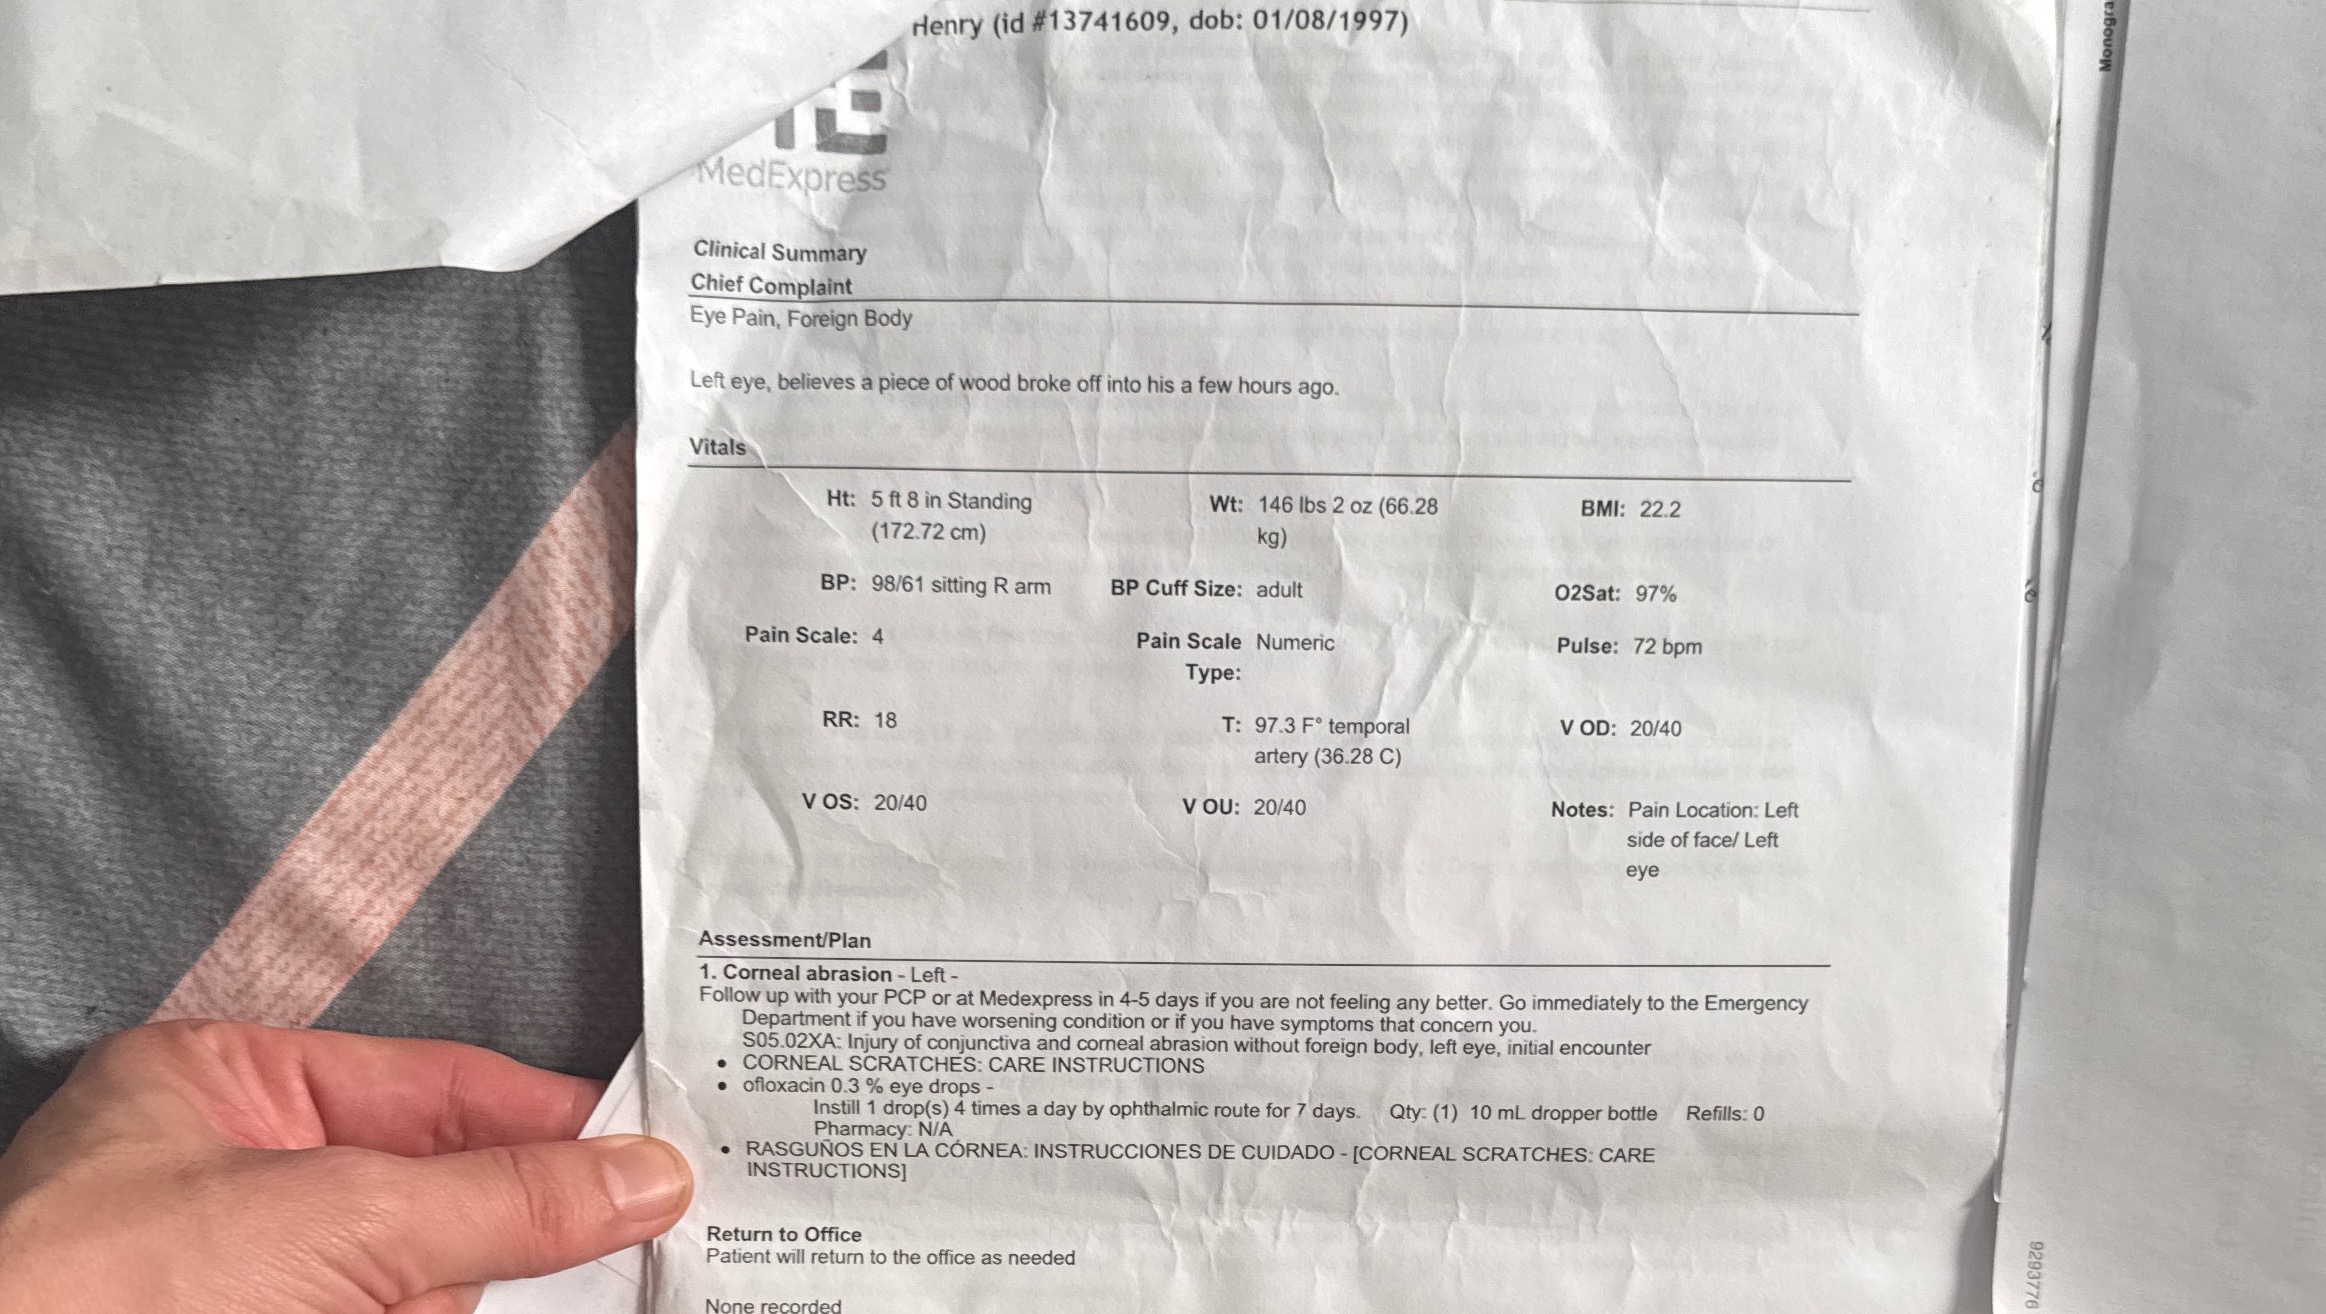 Henry (id #13741609, dob: 01/08/1997)
MedExpress
Clinical Summary
Chief Complaint
Eye Pain, Foreign Body
Left eye, believes a piece of wood broke off into his a few hours ago.
Vitals
Ht: 5 ft 8 in Standing (172.72 cm)
Wt: 146 lbs 2 oz (66.28 kg)
BMI: 22.2
BP: 98/61 sitting R arm
BP Cuff Size: adult
O2Sat: 97%
Pain Scale: 4
Pain Scale Type: Numeric
Pulse: 72 bpm
RR: 18
T: 97.3 F° temporal artery (36.28 C)
V OD: 20/40
V OS: 20/40
V OU: 20/40
Notes: Pain Location: Left side of face/ Left eye
Assessment/Plan
1. Corneal abrasion - Left -
Follow up with your PCP or at Medexpress in 4-5 days if you are not feeling any better. Go immediately to the Emergency
Department if you have worsening condition or if you have symptoms that concern you.
S05.02XA: Injury of conjunctiva and corneal abrasion without foreign body, left eye, initial encounter
• CORNEAL SCRATCHES: CARE INSTRUCTIONS
• ofloxacin 0.3 % eye drops -
Instill 1 drop(s) 4 times a day by ophthalmic route for 7 days. Qty: (1) 10 mL dropper bottle Refills: 0
Pharmacy: N/A
• RASGUÑOS EN LA CÓRNEA: INSTRUCCIONES DE CUIDADO - [CORNEAL SCRATCHES: CARE
INSTRUCTIONS]
Return to Office
Patient will return to the office as needed
None recorded
Monogra
9293776